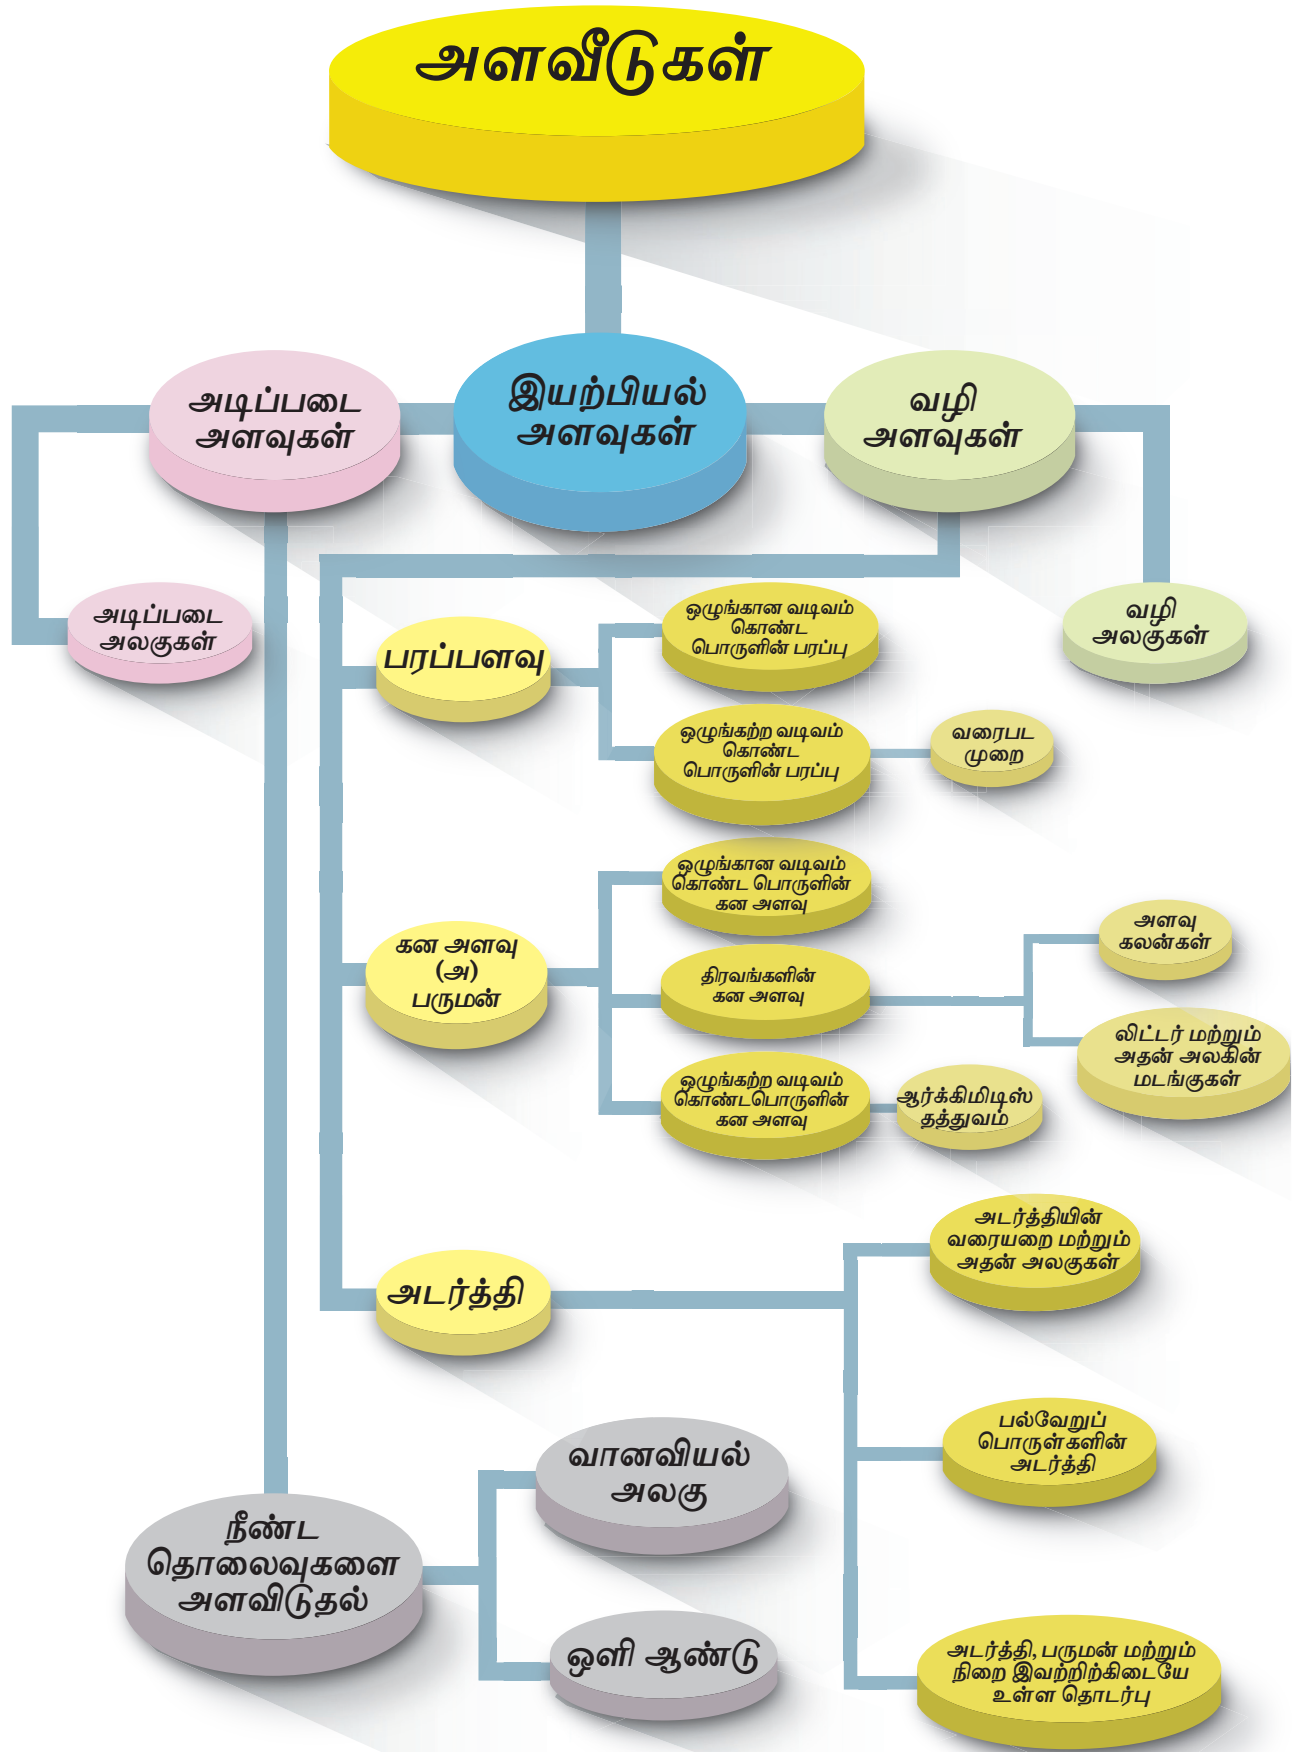 அளவீடுகள்
அடிப்படை
அளவுகள்
இயற்பியல்
அளவுகள்
வழி
அளவுகள்
அடிப்படை
அலகுகள்
வழி
அலகுகள்
பரப்பளவு
ஒழுங்கான வடிவம்
கொண்ட
பொருளின் பரப்பு
ஒழுங்கற்ற வடிவம்
கொண்ட
பொருளின் பரப்பு
வரைபட
முறை
கன அளவு
(அ)
பருமன்
ஒழுங்கான வடிவம்
கொண்ட பொருளின்
கன அளவு
திரவங்களின்
கன அளவு
அளவு
கலன்கள்
லிட்டர் மற்றும்
அதன் அலகின்
மடங்குகள்
ஒழுங்கற்ற வடிவம்
கொண்டபொருளின்
கன அளவு
ஆர்க்கிமிடிஸ்
தத்துவம்
அடர்த்தி
அடர்த்தியின்
வரையறை மற்றும்
அதன் அலகுகள்
பல்வேறுப்
பொருள்களின்
அடர்த்தி
அடர்த்தி, பருமன் மற்றும்
நிறை இவற்றிற்கிடையே
உள்ள தொடர்பு
நீண்ட
தொலைவுகளை
அளவிடுதல்
வானவியல்
அலகு
ஒளி ஆண்டு